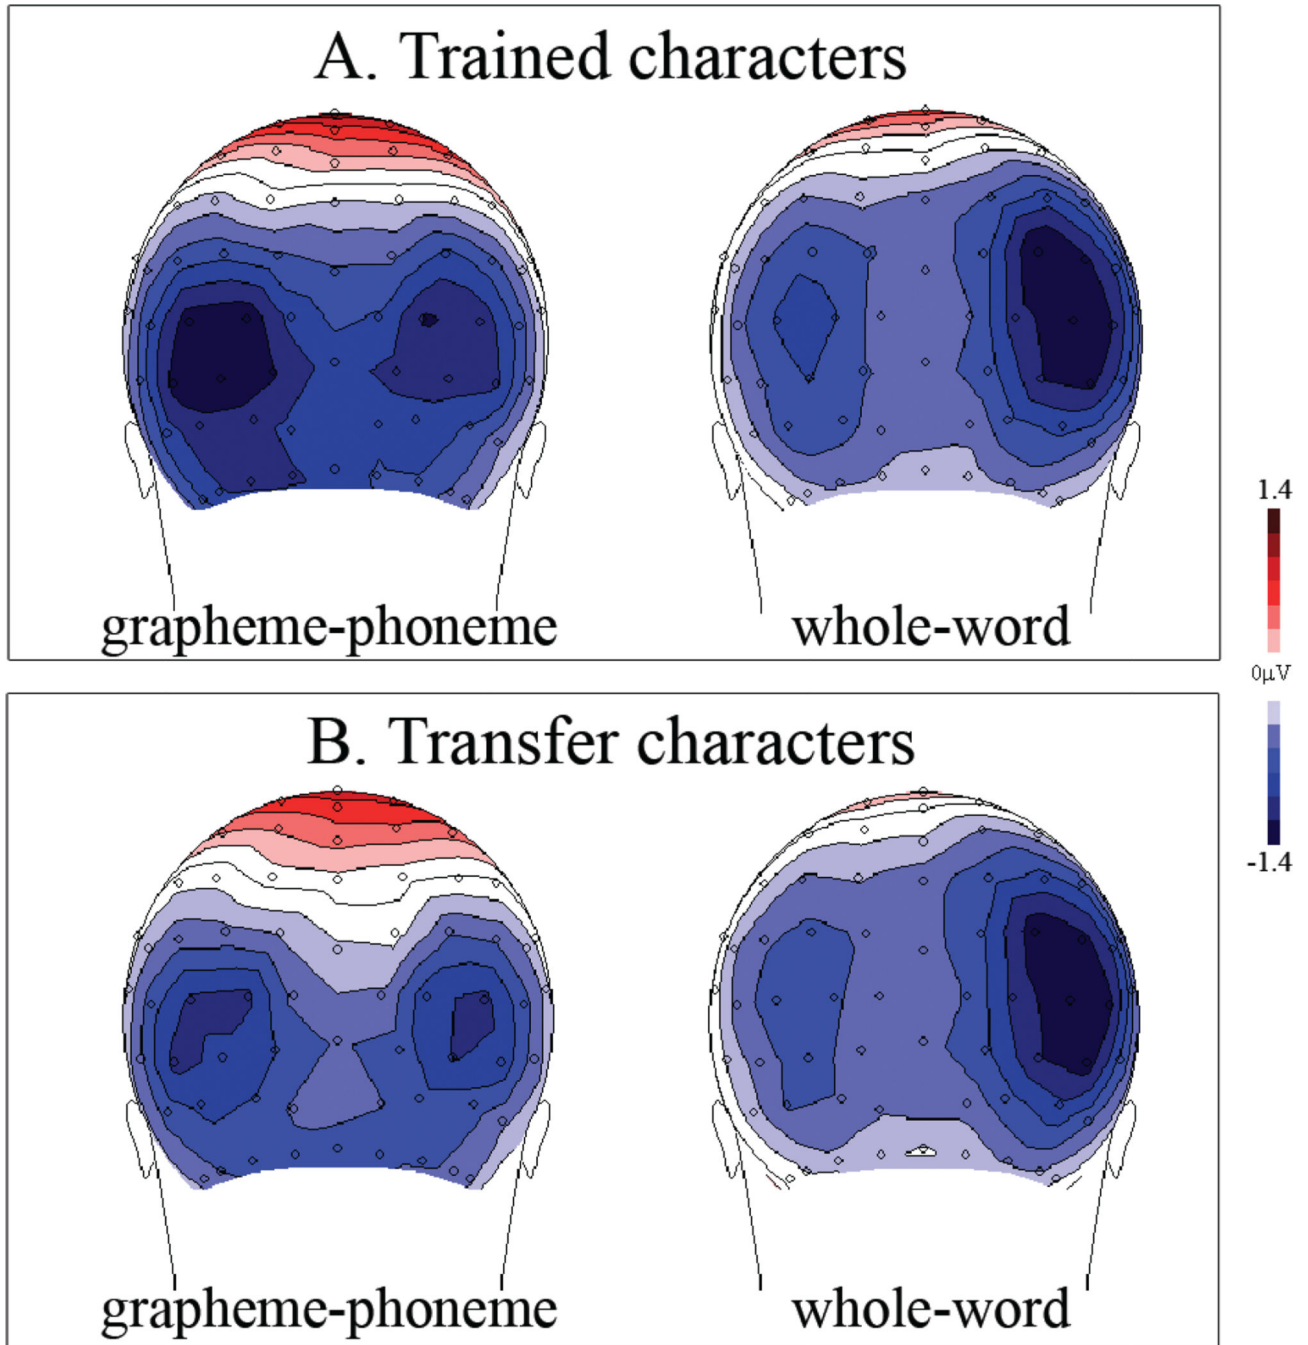 A. Trained characters
grapheme-phoneme
whole-word
1.4
0μV
-1.4
B. Transfer characters
grapheme-phoneme
whole-word